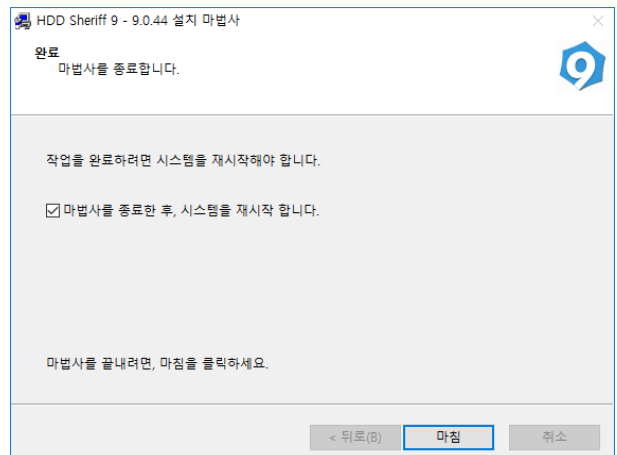 HDD Sheriff 9 - 9.0.44 설치 마법사
완료
마법사를 종료합니다.
9
작업을 완료하려면 시스템을 재시작해야 합니다.
마법사를 종료한 후, 시스템을 재시작 합니다.
마법사를 끝내려면, 마침을 클릭하세요.
< 뒤로(B) 마침 취소